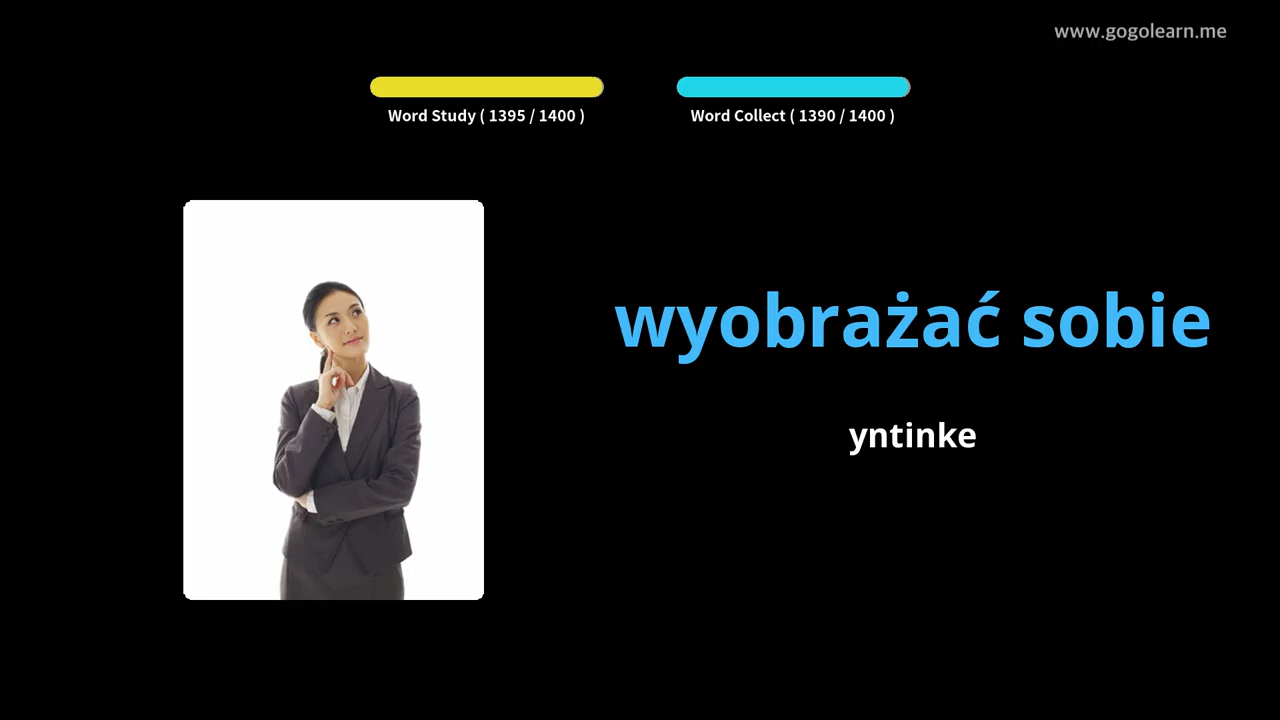 www.gogolearn.me
Word Study ( 1395 / 1400 )
Word Collect ( 1390 / 1400 )
wyobrażać sobie
yntinke